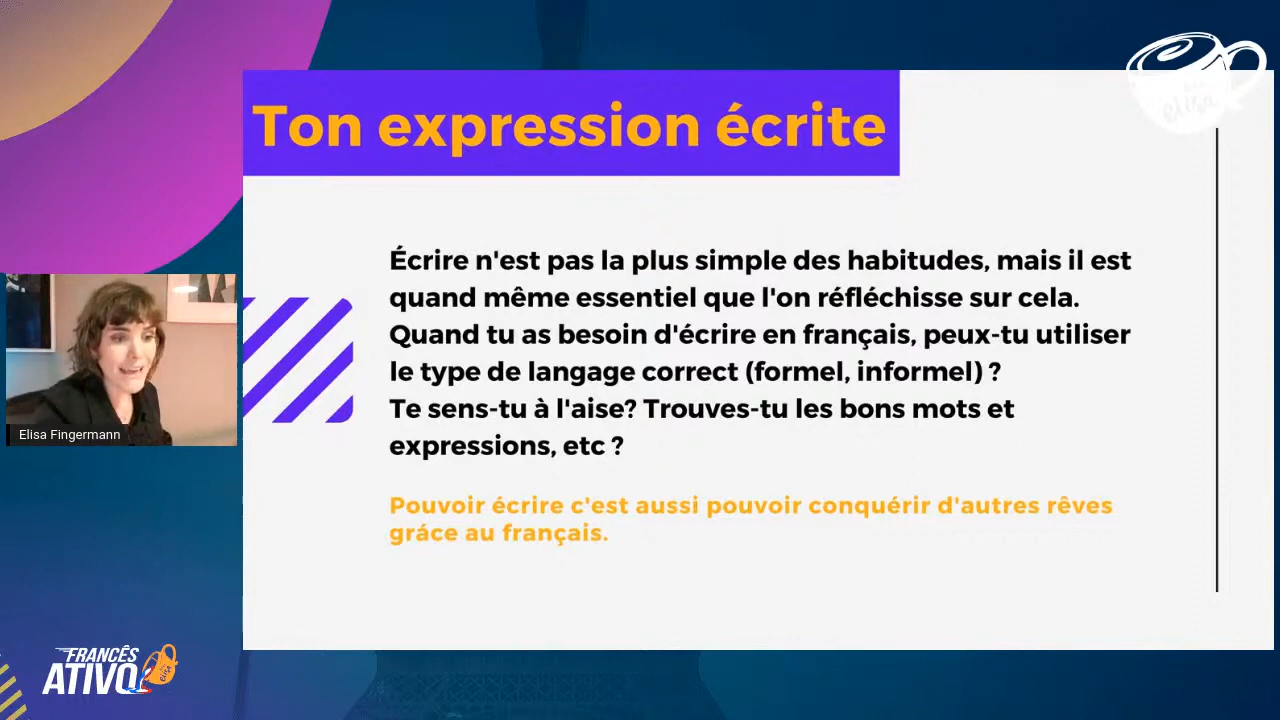 Ton expression écrite
Écrire n'est pas la plus simple des habitudes, mais il est
quand même essentiel que l'on réfléchisse sur cela.
Quand tu as besoin d'écrire en français, peux-tu utiliser
le type de langage correct (formel, informel) ?
Te sens-tu à l'aise? Trouves-tu les bons mots et
expressions, etc ?
Pouvoir écrire c'est aussi pouvoir conquérir d'autres rêves
gráce au français.
Elisa Fingermann
FRANCÊS
ATIVO
elisa